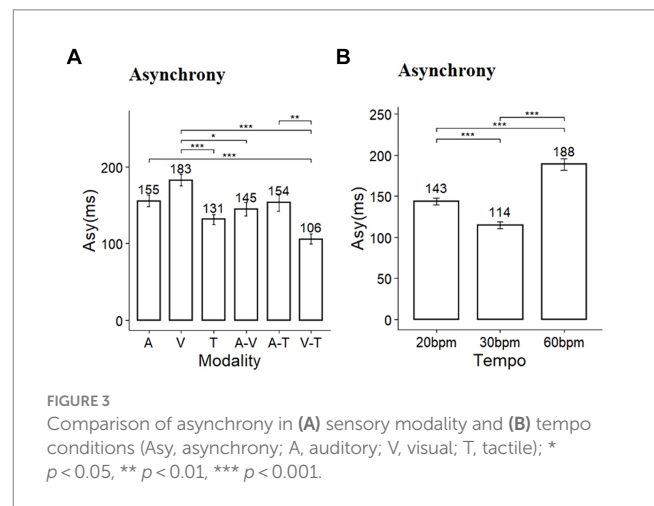 A
Asynchrony
**
***
*
***
***
Asy(ms)
200
100
0
155
183
131
145
154
106
A V T A-V A-T V-T
Modality
B
Asynchrony
***
***
***
Asy(ms)
250
200
150
100
50
0
143
114
188
20bpm 30bpm 60bpm
Tempo
FIGURE 3
Comparison of asynchrony in (A) sensory modality and (B) tempo
conditions (Asy, asynchrony; A, auditory; V, visual; T, tactile); *
p < 0.05, ** p < 0.01, *** p < 0.001.